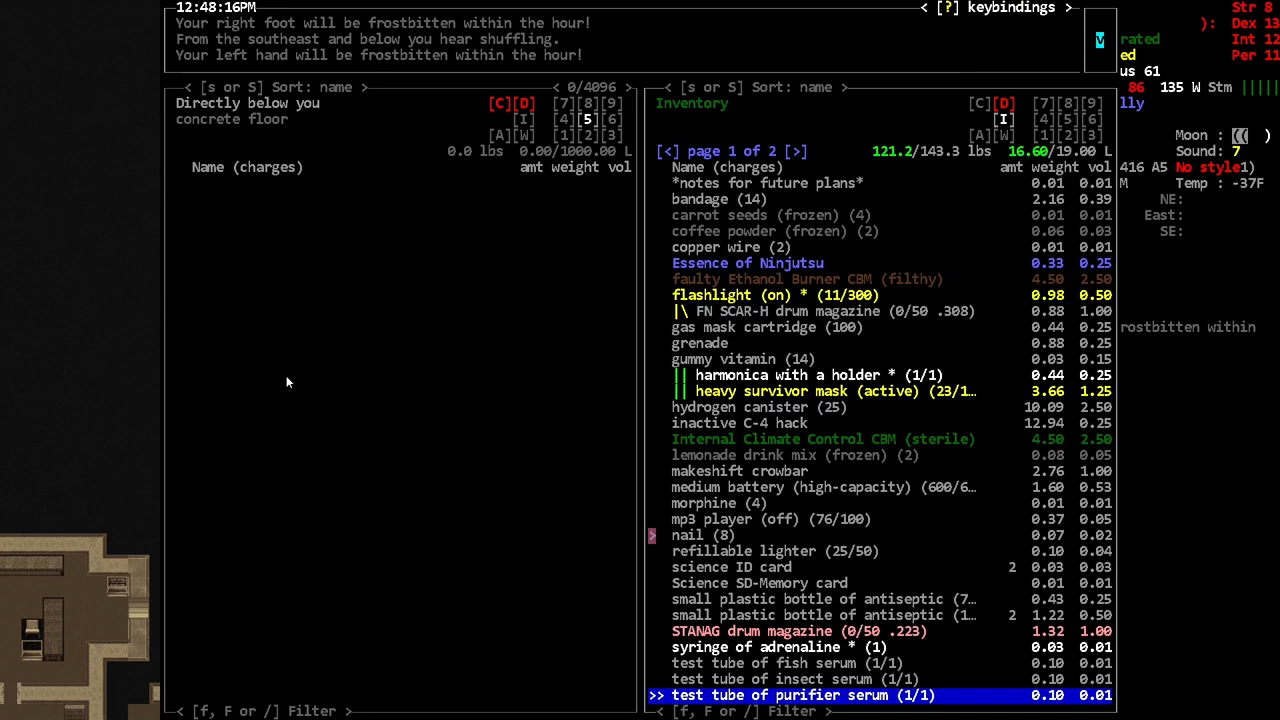 12:48:16PM
< [?] keybindings >
Your right foot will be frostbitten within the hour!
From the southeast and below you hear shuffling.
Your left hand will be frostbitten within the hour!
v
Str 8
): Dex 13
rated Int 12
ed Per 11
us 61
86 135 W Stm |||||
lly
Moon : (( )
Sound: 7
416 A5 No style1)
M Temp : -37F
NE:
East:
SE:
rostbitten within
< [s or S] Sort: name > < 0/4096 >
Directly below you [C][D] [7][8][9]
concrete floor [I] [4][5][6]
[A][W] [1][2][3]
0.0 lbs 0.00/1000.00 L
Name (charges) amt weight vol
< [f, F or /] Filter >
< [s or S] Sort: name >
Inventory [C][D] [7][8][9]
[I] [4][5][6]
[A][W] [1][2][3]
[<] page 1 of 2 [>] 121.2/143.3 lbs 16.60/19.00 L
Name (charges) amt weight vol
*notes for future plans* 0.01 0.01
bandage (14) 2.16 0.39
carrot seeds (frozen) (4) 0.01 0.01
coffee powder (frozen) (2) 0.06 0.03
copper wire (2) 0.01 0.01
Essence of Ninjutsu 0.33 0.25
faulty Ethanol Burner CBM (filthy) 4.50 2.50
flashlight (on) * (11/300) 0.98 0.50
|\ FN SCAR-H drum magazine (0/50 .308) 0.88 1.00
gas mask cartridge (100) 0.44 0.25
grenade 0.88 0.25
gummy vitamin (14) 0.03 0.15
|| harmonica with a holder * (1/1) 0.44 0.25
|| heavy survivor mask (active) (23/1… 3.66 1.25
hydrogen canister (25) 10.09 2.50
inactive C-4 hack 12.94 0.25
Internal Climate Control CBM (sterile) 4.50 2.50
lemonade drink mix (frozen) (2) 0.08 0.05
makeshift crowbar 2.76 1.00
medium battery (high-capacity) (600/6… 1.60 0.53
morphine (4) 0.01 0.01
mp3 player (off) (76/100) 0.37 0.05
> nail (8) 0.07 0.02
refillable lighter (25/50) 0.10 0.04
science ID card 2 0.03 0.03
Science SD-Memory card 0.01 0.01
small plastic bottle of antiseptic (7… 0.43 0.25
small plastic bottle of antiseptic (1… 2 1.22 0.50
STANAG drum magazine (0/50 .223) 1.32 1.00
syringe of adrenaline * (1) 0.03 0.01
test tube of fish serum (1/1) 0.10 0.01
test tube of insect serum (1/1) 0.10 0.01
>> test tube of purifier serum (1/1) 0.10 0.01
< [f, F or /] Filter >